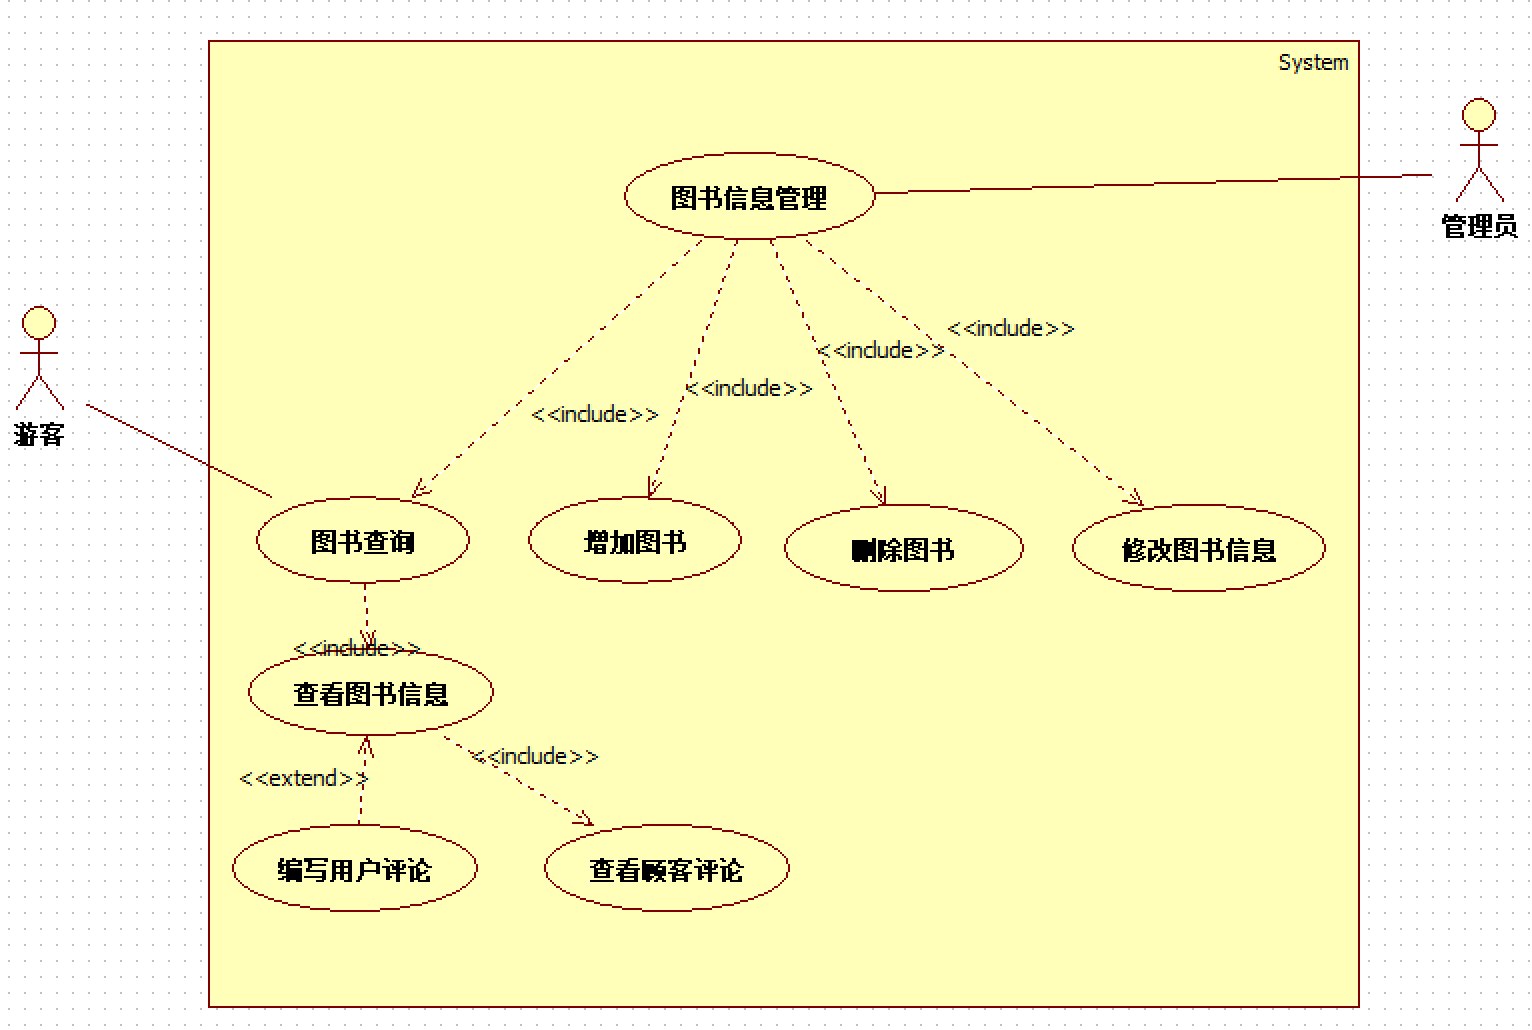 System
图书信息管理
管理员
<<include>>
<<include>>
<<include>>
<<include>>
游客
图书查询
增加图书
删除图书
修改图书信息
<<include>>
查看图书信息
<<include>>
<<extend>>
编写用户评论
查看顾客评论